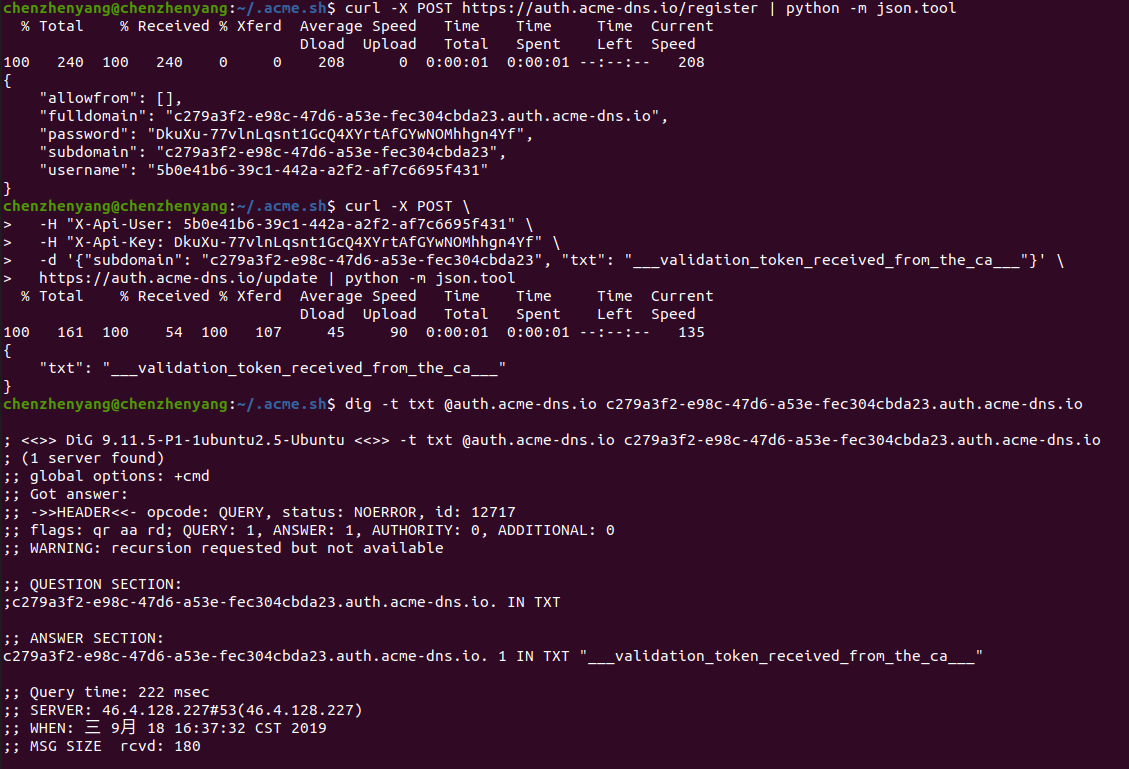 chenzhenyang@chenzhenyang:~/.acme.sh$ curl -X POST https://auth.acme-dns.io/register | python -m json.tool
  % Total    % Received % Xferd  Average Speed   Time    Time     Time  Current
                                 Dload  Upload   Total   Spent    Left  Speed
100   240  100   240    0     0    208      0  0:00:01  0:00:01 --:--:--   208
{
    "allowfrom": [],
    "fulldomain": "c279a3f2-e98c-47d6-a53e-fec304cbda23.auth.acme-dns.io",
    "password": "DkuXu-77vlnLqsnt1GcQ4XYrtAfGYwNOMhhgn4Yf",
    "subdomain": "c279a3f2-e98c-47d6-a53e-fec304cbda23",
    "username": "5b0e41b6-39c1-442a-a2f2-af7c6695f431"
}
chenzhenyang@chenzhenyang:~/.acme.sh$ curl -X POST \
>   -H "X-Api-User: 5b0e41b6-39c1-442a-a2f2-af7c6695f431" \
>   -H "X-Api-Key: DkuXu-77vlnLqsnt1GcQ4XYrtAfGYwNOMhhgn4Yf" \
>   -d '{"subdomain": "c279a3f2-e98c-47d6-a53e-fec304cbda23", "txt": "___validation_token_received_from_the_ca___"}' \
>   https://auth.acme-dns.io/update | python -m json.tool
  % Total    % Received % Xferd  Average Speed   Time    Time     Time  Current
                                 Dload  Upload   Total   Spent    Left  Speed
100   161  100    54  100   107     45     90  0:00:01  0:00:01 --:--:--   135
{
    "txt": "___validation_token_received_from_the_ca___"
}
chenzhenyang@chenzhenyang:~/.acme.sh$ dig -t txt @auth.acme-dns.io c279a3f2-e98c-47d6-a53e-fec304cbda23.auth.acme-dns.io

; <<>> DiG 9.11.5-P1-1ubuntu2.5-Ubuntu <<>> -t txt @auth.acme-dns.io c279a3f2-e98c-47d6-a53e-fec304cbda23.auth.acme-dns.io
; (1 server found)
;; global options: +cmd
;; Got answer:
;; ->>HEADER<<- opcode: QUERY, status: NOERROR, id: 12717
;; flags: qr aa rd; QUERY: 1, ANSWER: 1, AUTHORITY: 0, ADDITIONAL: 0
;; WARNING: recursion requested but not available

;; QUESTION SECTION:
;c279a3f2-e98c-47d6-a53e-fec304cbda23.auth.acme-dns.io. IN TXT

;; ANSWER SECTION:
c279a3f2-e98c-47d6-a53e-fec304cbda23.auth.acme-dns.io. 1 IN TXT "___validation_token_received_from_the_ca___"

;; Query time: 222 msec
;; SERVER: 46.4.128.227#53(46.4.128.227)
;; WHEN: 三 9月 18 16:37:32 CST 2019
;; MSG SIZE  rcvd: 180